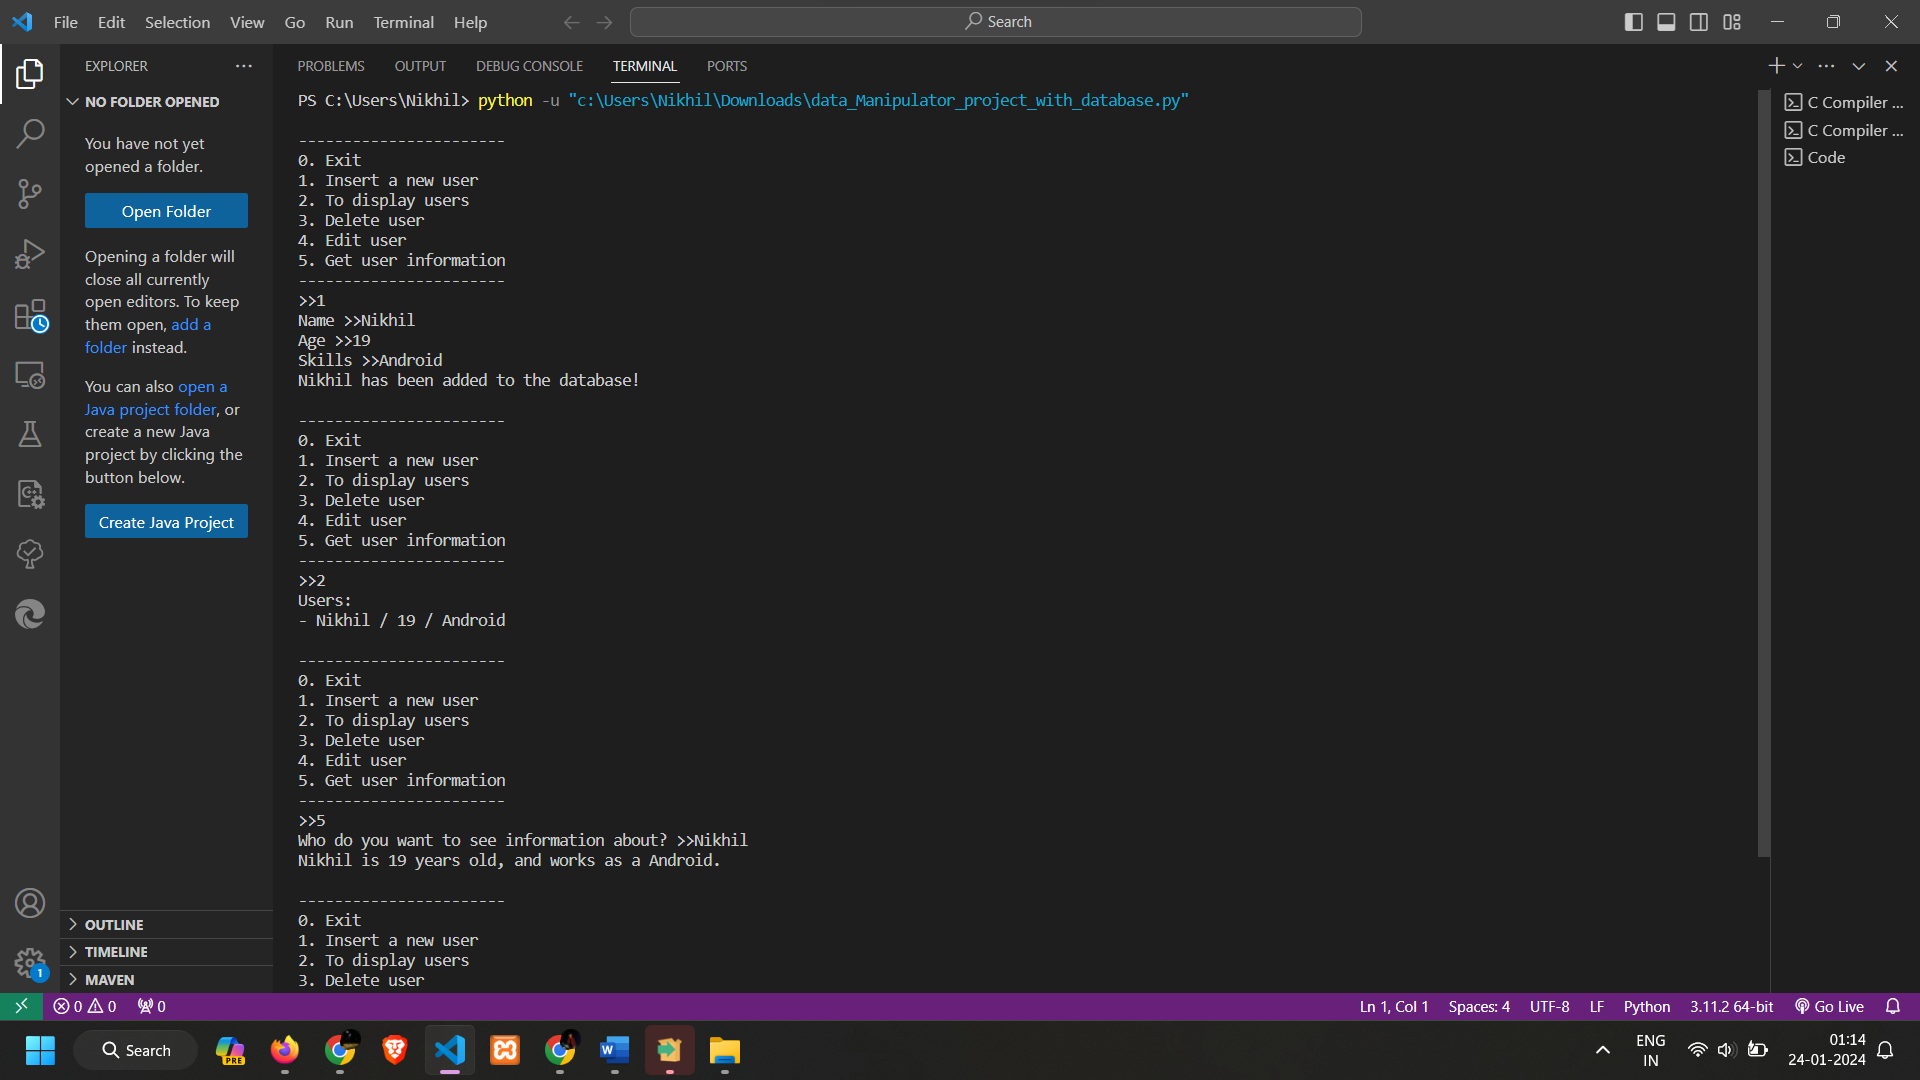 File Edit Selection View Go Run Terminal Help
Search
EXPLORER
NO FOLDER OPENED
You have not yet
opened a folder.
Open Folder
Opening a folder will
close all currently
open editors. To keep
them open, add a
folder instead.
You can also open a
Java project folder, or
create a new Java
project by clicking the
button below.
Create Java Project
OUTLINE
TIMELINE
MAVEN
PROBLEMS OUTPUT DEBUG CONSOLE TERMINAL PORTS
PS C:\Users\Nikhil> python -u "c:\Users\Nikhil\Downloads\data_Manipulator_project_with_database.py"
-----------------------
0. Exit
1. Insert a new user
2. To display users
3. Delete user
4. Edit user
5. Get user information
-----------------------
>>1
Name >>Nikhil
Age >>19
Skills >>Android
Nikhil has been added to the database!
-----------------------
0. Exit
1. Insert a new user
2. To display users
3. Delete user
4. Edit user
5. Get user information
-----------------------
>>2
Users:
- Nikhil / 19 / Android
-----------------------
0. Exit
1. Insert a new user
2. To display users
3. Delete user
4. Edit user
5. Get user information
-----------------------
>>5
Who do you want to see information about? >>Nikhil
Nikhil is 19 years old, and works as a Android.
-----------------------
0. Exit
1. Insert a new user
2. To display users
3. Delete user
C Compiler ...
C Compiler ...
Code
1
0 0 0
Ln 1, Col 1 Spaces: 4 UTF-8 LF Python 3.11.2 64-bit Go Live
Search
PRE
W
ENG
IN
01:14
24-01-2024